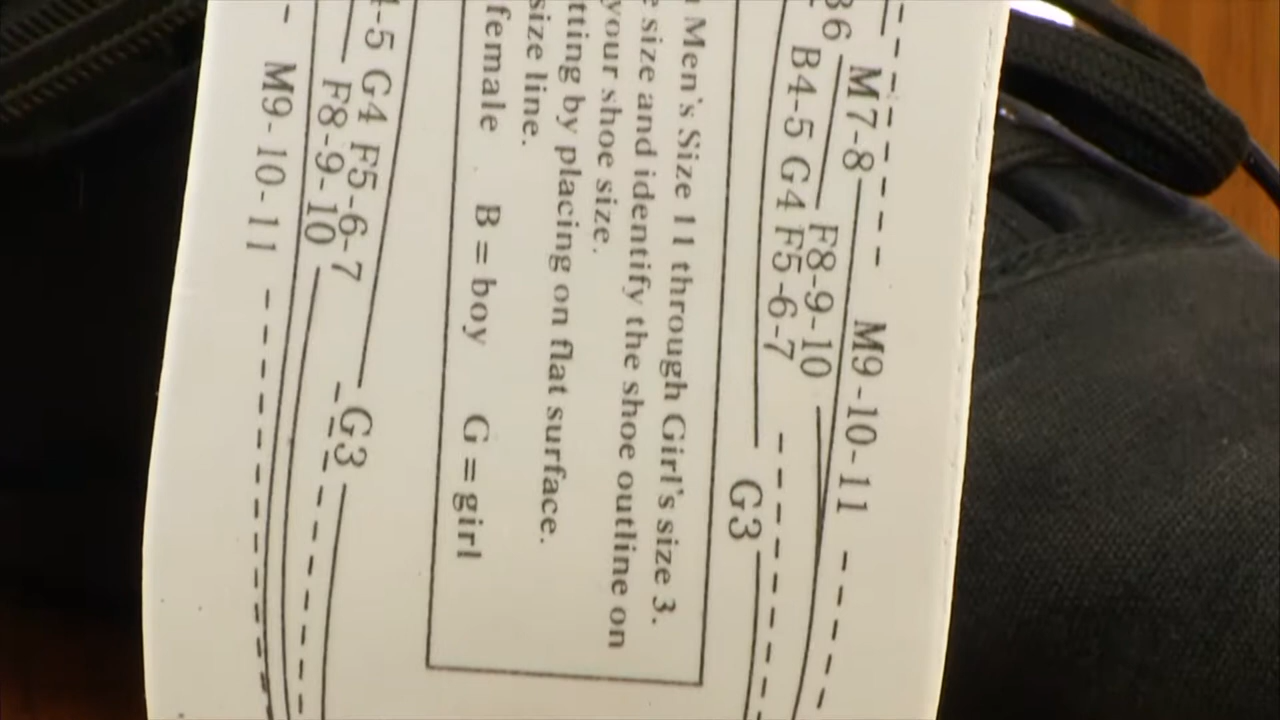 M7-8 M9-10-11
F8-9-10
B4-5 G4 F5-6-7
G3
Men's Size 11 through Girl's size 3.
size and identify the shoe outline on
your shoe size.
by placing on flat surface.
size line.
female B = boy G = girl
G3
-5 G4 F5-6-7
F8-9-10
M9-10-11